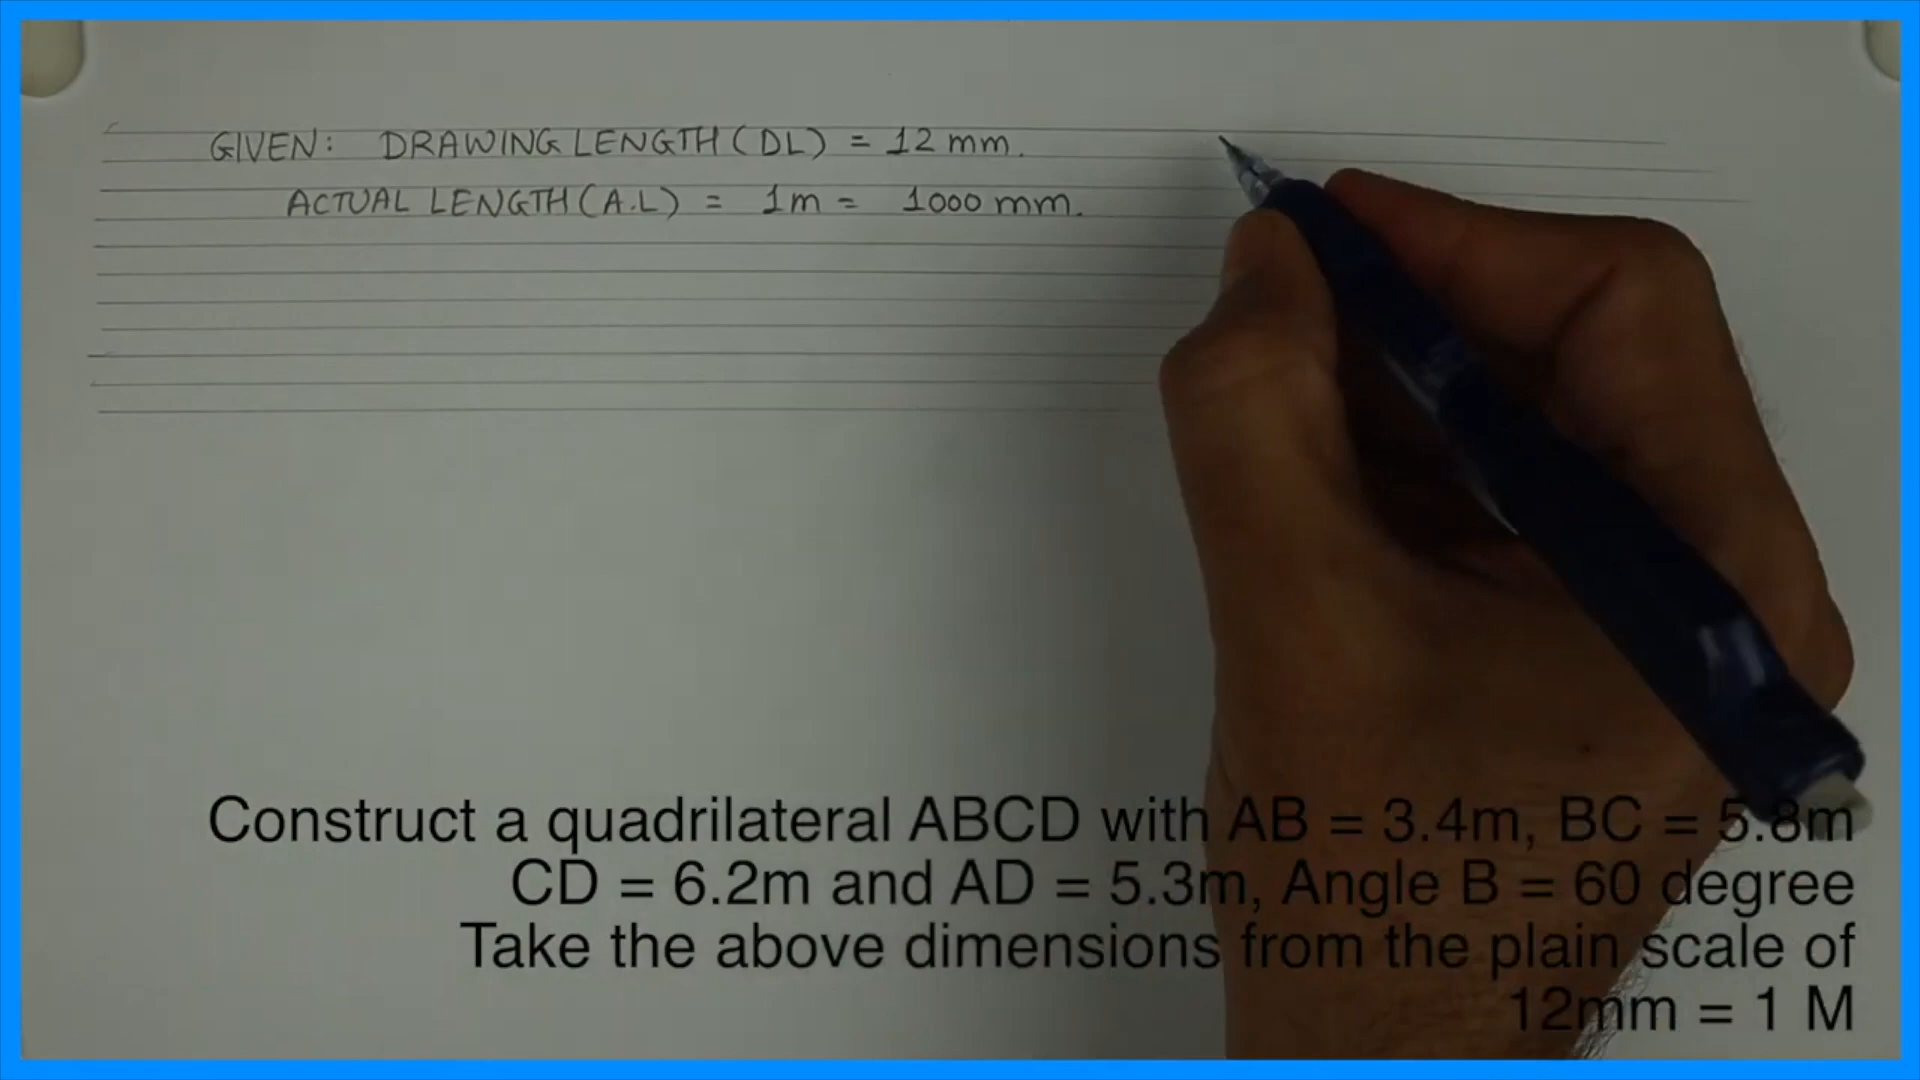 GIVEN: DRAWING LENGTH (DL) = 12 mm.
ACTUAL LENGTH (A.L) = 1m = 1000 mm.
Construct a quadrilateral ABCD with AB = 3.4m, BC = 5.8m
CD = 6.2m and AD = 5.3m, Angle B = 60 degree
Take the above dimensions from the plain scale of
12mm = 1 M